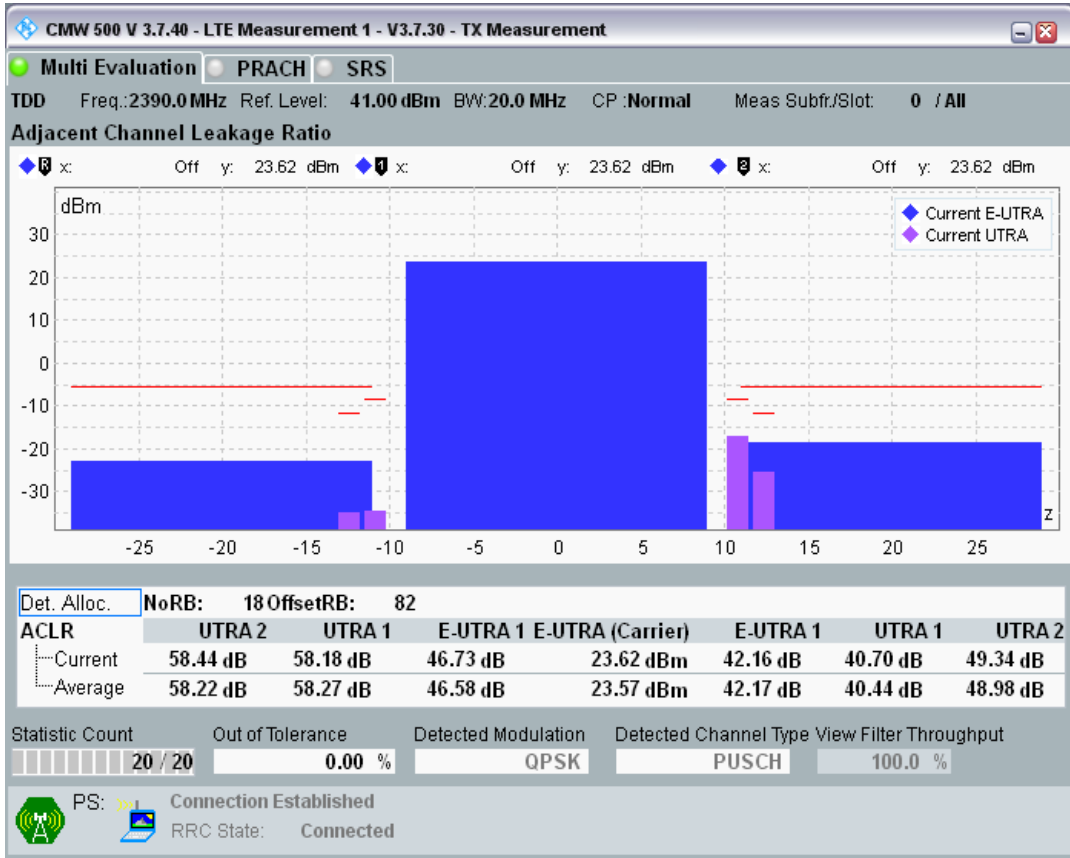 CMW 500 V 3.7.40 - LTE Measurement 1 - V3.7.30 - TX Measurement
Multi Evaluation PRACH SRS
TDD Freq.:2390.0 MHz Ref. Level: 41.00 dBm BW:20.0 MHz CP :Normal Meas Subfr./Slot: 0 / All
Adjacent Channel Leakage Ratio
R x: Off y: 23.62 dBm 1 x: Off y: 23.62 dBm 2 x: Off y: 23.62 dBm
dBm
Current E-UTRA
Current UTRA
30
20
10
0
-10
-20
-30
z
-25 -20 -15 -10 -5 0 5 10 15 20 25
Det. Alloc. NoRB: 18 OffsetRB: 82
ACLR UTRA 2 UTRA 1 E-UTRA 1 E-UTRA (Carrier) E-UTRA 1 UTRA 1 UTRA 2
Current 58.44 dB 58.18 dB 46.73 dB 23.62 dBm 42.16 dB 40.70 dB 49.34 dB
Average 58.22 dB 58.27 dB 46.58 dB 23.57 dBm 42.17 dB 40.44 dB 48.98 dB
Statistic Count Out of Tolerance Detected Modulation Detected Channel Type View Filter Throughput
20 / 20 0.00 % QPSK PUSCH 100.0 %
PS: Connection Established
RRC State: Connected